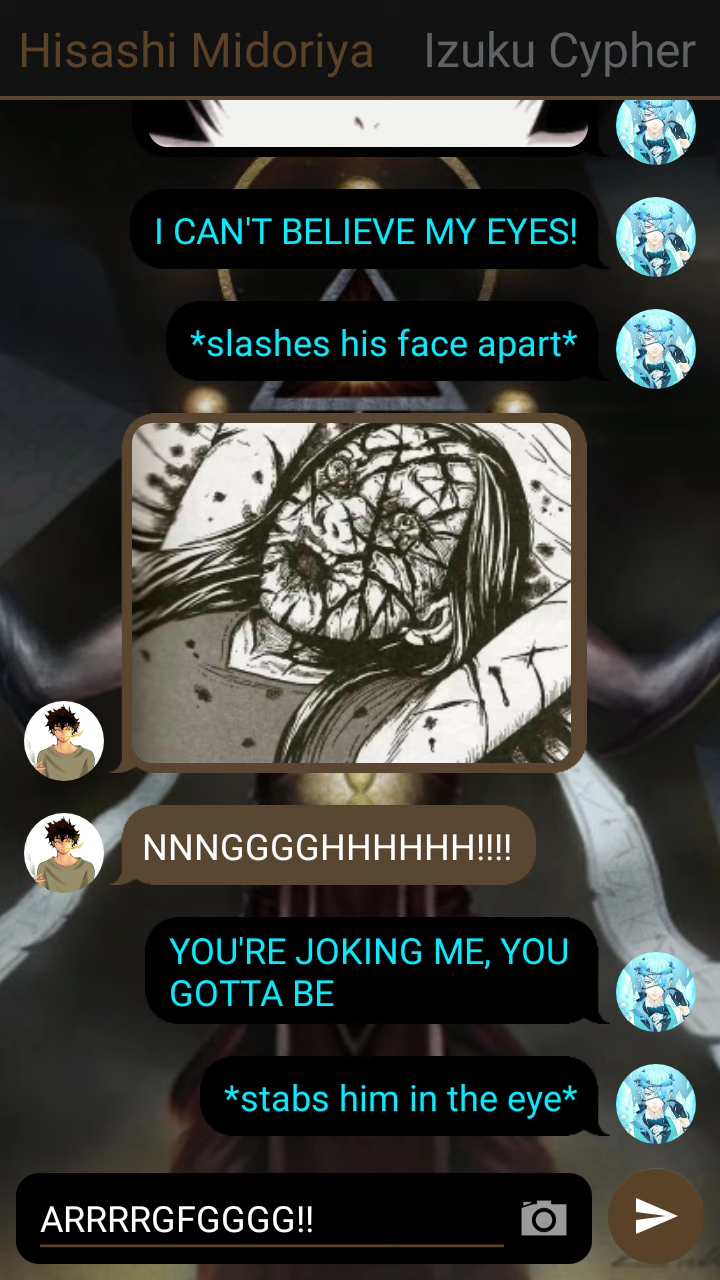 Hisashi Midoriya
Izuku Cypher
I CAN'T BELIEVE MY EYES!
*slashes his face apart*
NNNGGGGHHHHHH!!!!
YOU'RE JOKING ME, YOU
GOTTA BE
*stabs him in the eye*
ARRRRGFGGGG!!